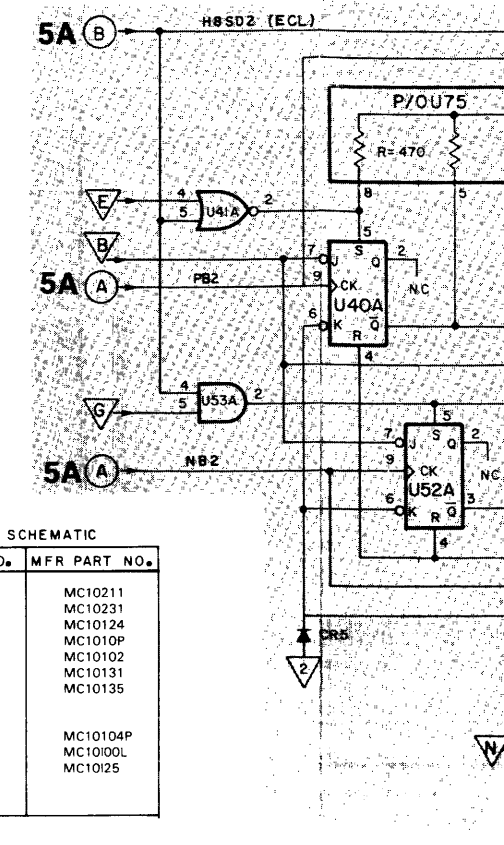 H8SD2 (ECL)
5A B
P/OU75
R=470
8
5
E
4
5
U41A
2
B
7
J
5
S
Q
2
NC
5A A
PB2
9
CK
U40A
6
K
R
Q
4
G
4
5
U53A
2
5
7
J
S
Q
2
NC
9
CK
5A A
NB2
U52A
6
K
R
Q
3
4
SCHEMATIC
O. MFR PART NO.
MC10211
MC10231
MC10124
MC1010P
MC10102
MC10131
MC10135
MC10104P
MC10100L
MC10125
CR5
2
N